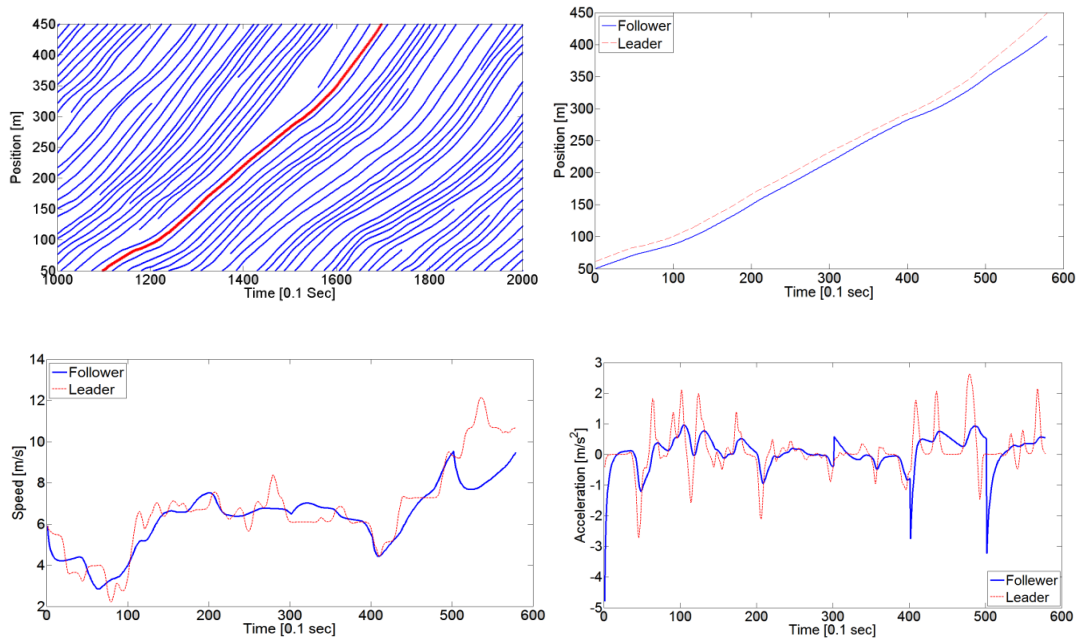 450
400
350
300
250
200
150
100
50
Position [m]
1000 1200 1400 1600 1800 2000
Time [0.1 Sec]
450
400
350
300
250
200
150
100
50
Position [m]
Follower
Leader
0 100 200 300 400 500 600
Time [0.1 sec]
14
12
10
8
6
4
2
Speed [m/s]
Follower
Leader
0 100 200 300 400 500 600
Time [0.1 sec]
3
2
1
0
-1
-2
-3
-4
-5
Acceleration [m/s²]
Follewer
Leader
0 100 200 300 400 500 600
Time [0.1 sec]